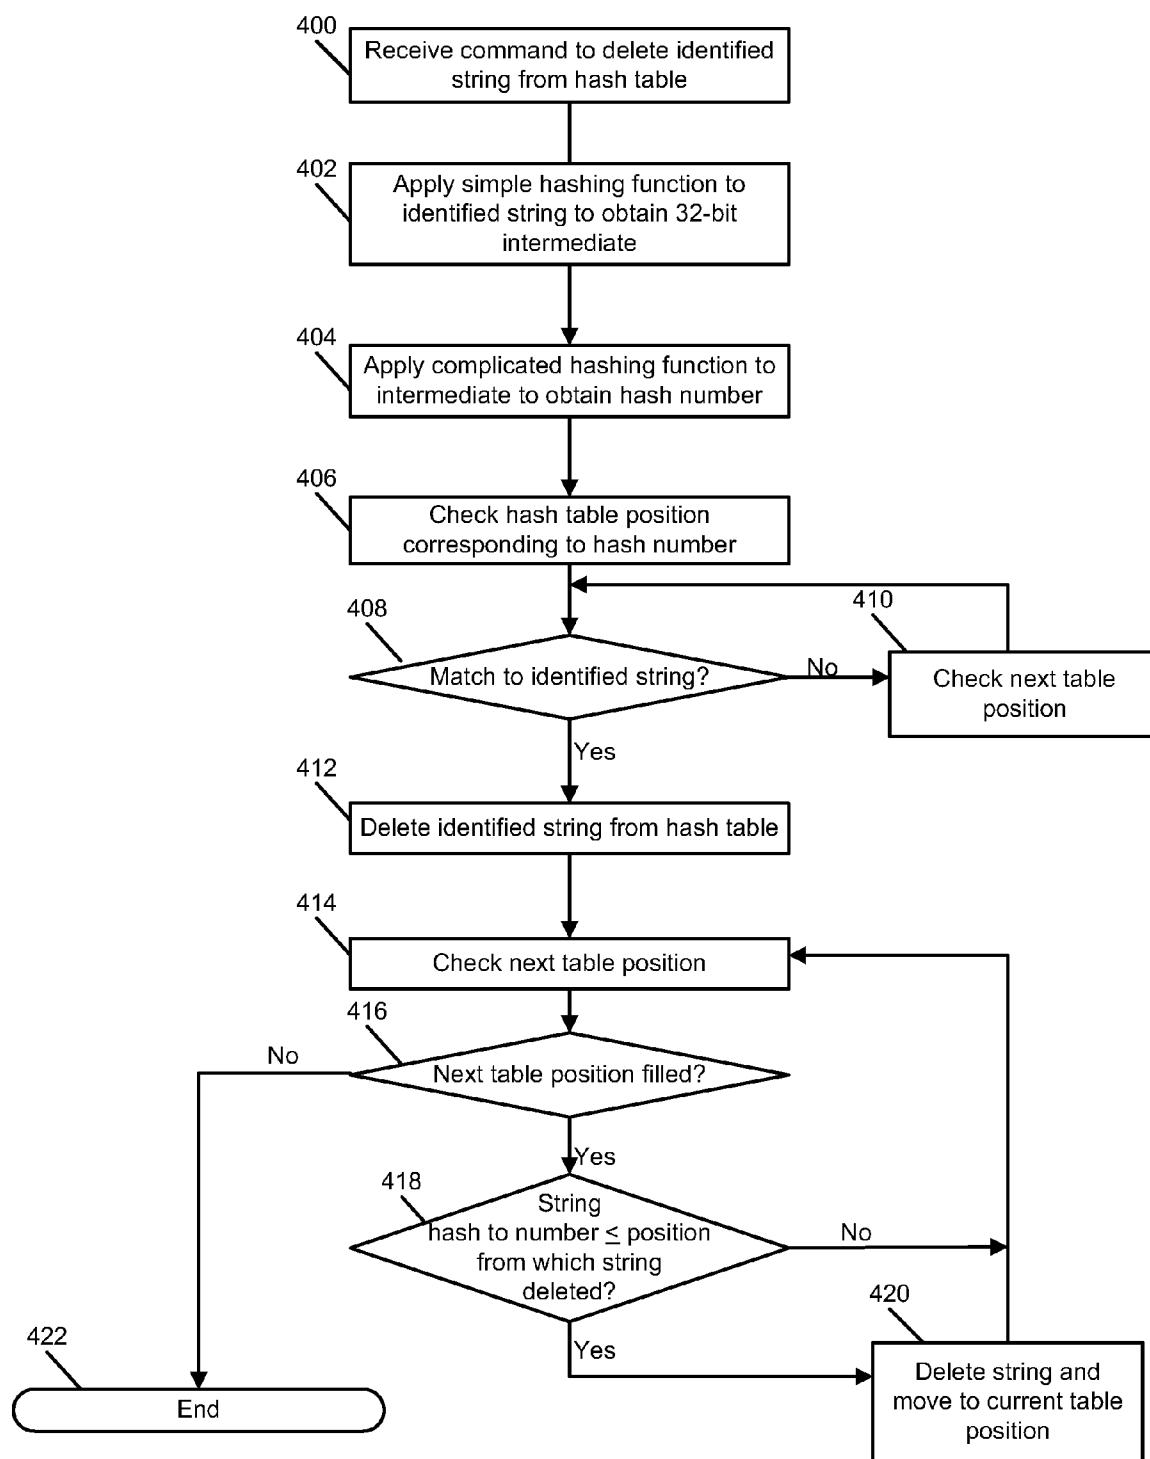 400
Receive command to delete identified
string from hash table
402
Apply simple hashing function to
identified string to obtain 32-bit
intermediate
404
Apply complicated hashing function to
intermediate to obtain hash number
406
Check hash table position
corresponding to hash number
408
Match to identified string?
No
410
Check next table
position
Yes
412
Delete identified string from hash table
414
Check next table position
416
No
Next table position filled?
Yes
418
String
hash to number ≤ position
from which string
deleted?
No
Yes
420
Delete string and
move to current table
position
422
End